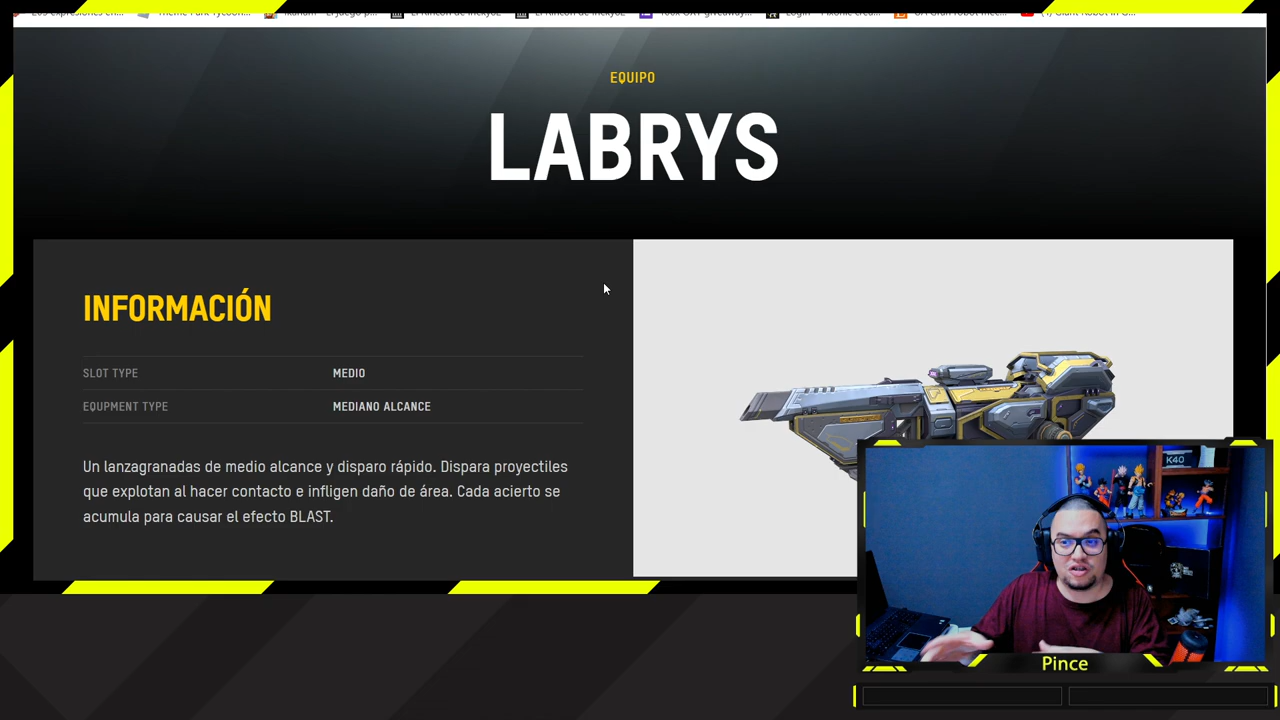 EQUIPO
LABRYS
INFORMACIÓN
SLOT TYPE MEDIO
EQUPMENT TYPE MEDIANO ALCANCE
Un lanzagranadas de medio alcance y disparo rápido. Dispara proyectiles
que explotan al hacer contacto e infligen daño de área. Cada acierto se
acumula para causar el efecto BLAST.
K40
Pince